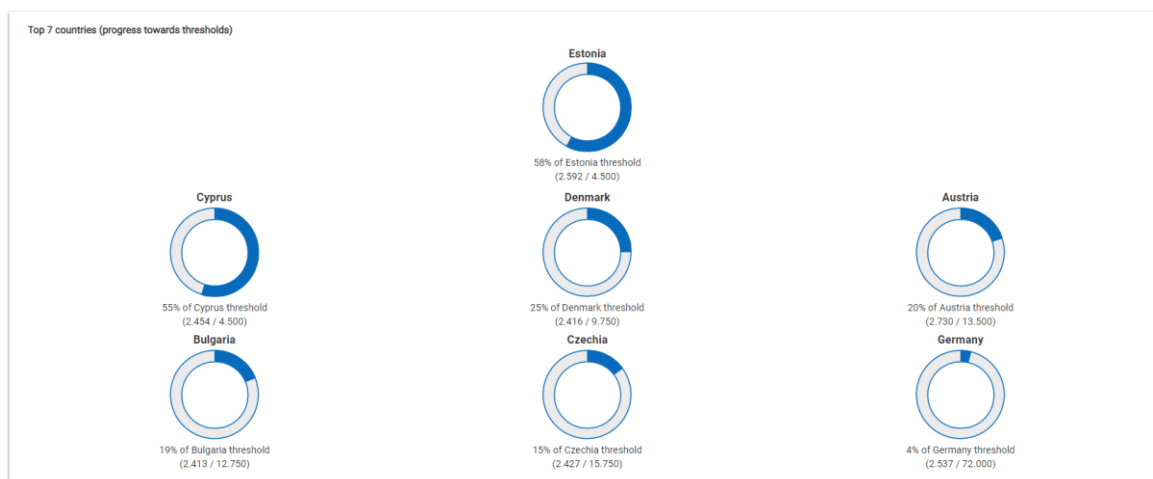 Top 7 countries (progress towards thresholds)
Estonia
58% of Estonia threshold
(2.592 / 4.500)
Cyprus
55% of Cyprus threshold
(2.454 / 4.500)
Denmark
25% of Denmark threshold
(2.416 / 9.750)
Austria
20% of Austria threshold
(2.730 / 13.500)
Bulgaria
19% of Bulgaria threshold
(2.413 / 12.750)
Czechia
15% of Czechia threshold
(2.427 / 15.750)
Germany
4% of Germany threshold
(2.537 / 72.000)